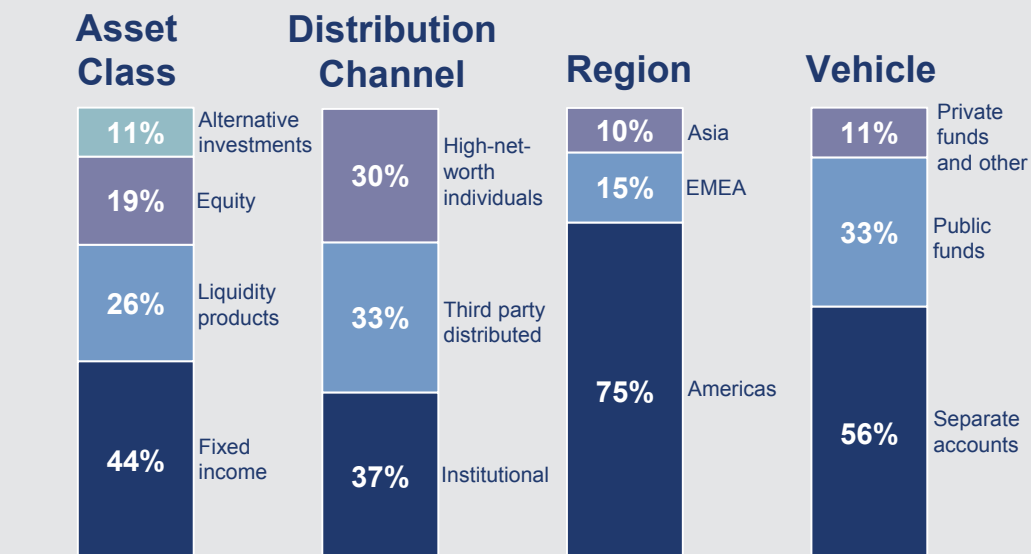 Asset
Class
11%
Alternative
investments
19%
Equity
26%
Liquidity
products
44%
Fixed
income
Distribution
Channel
30%
High-net-
worth
individuals
33%
Third party
distributed
37%
Institutional
Region
10%
Asia
15%
EMEA
75%
Americas
Vehicle
11%
Private
funds
and other
33%
Public
funds
56%
Separate
accounts